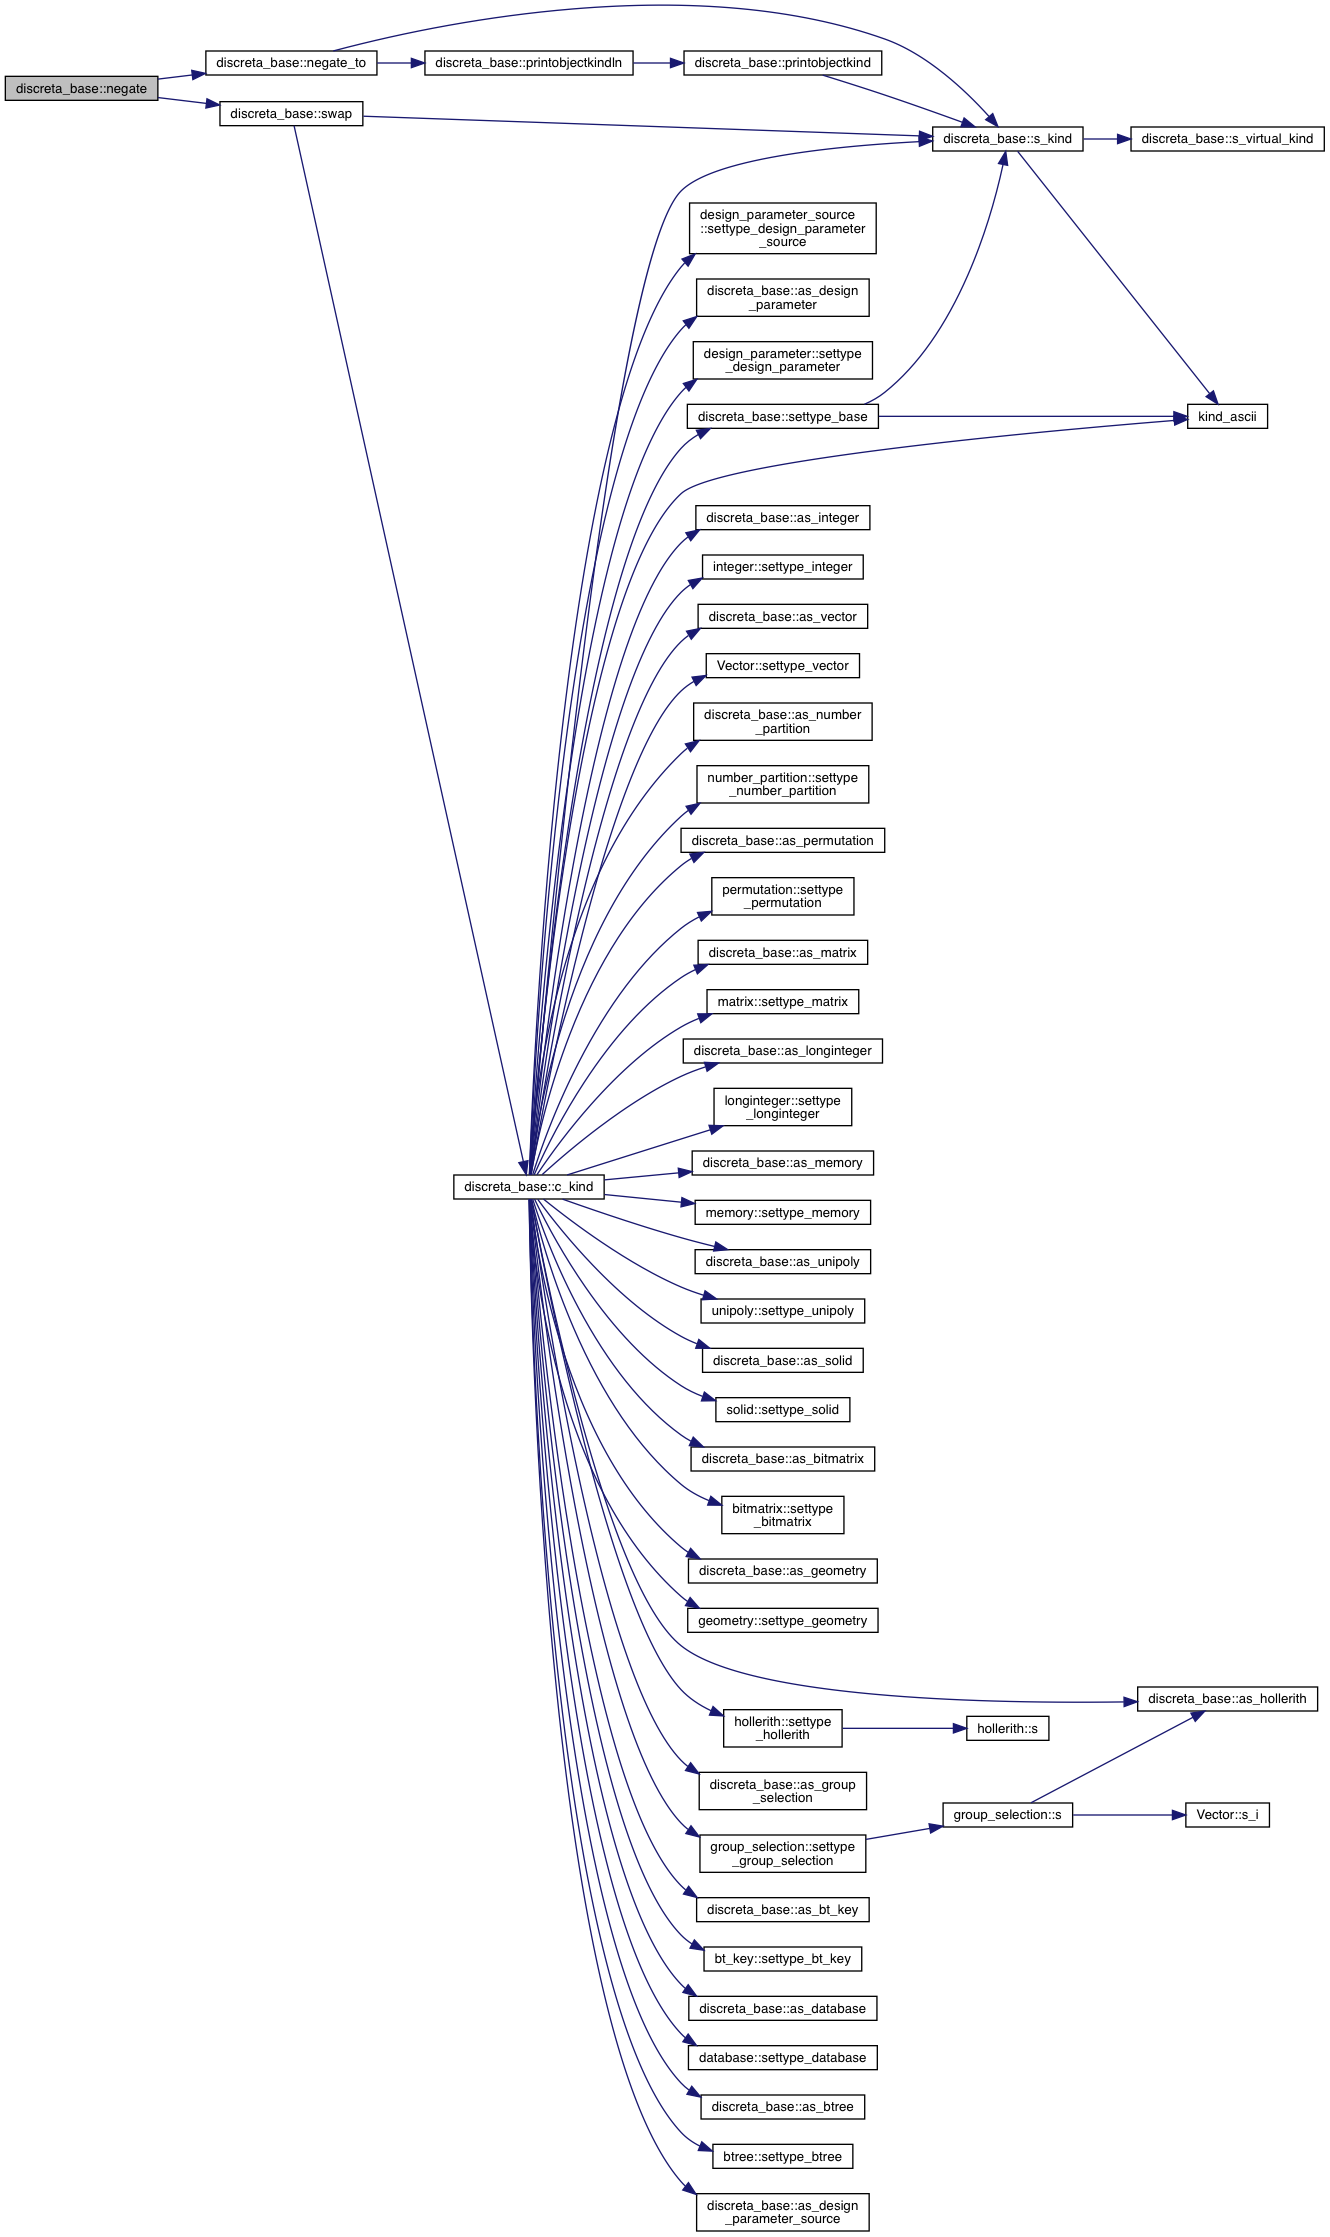 discreta_base::negate
discreta_base::negate_to
discreta_base::printobjectkindln
discreta_base::printobjectkind
discreta_base::swap
discreta_base::s_kind
discreta_base::s_virtual_kind
design_parameter_source
::settype_design_parameter
_source
discreta_base::as_design
_parameter
design_parameter::settype
_design_parameter
discreta_base::settype_base
kind_ascii
discreta_base::as_integer
integer::settype_integer
discreta_base::as_vector
Vector::settype_vector
discreta_base::as_number
_partition
number_partition::settype
_number_partition
discreta_base::as_permutation
permutation::settype
_permutation
discreta_base::as_matrix
matrix::settype_matrix
discreta_base::as_longinteger
longinteger::settype
_longinteger
discreta_base::as_memory
discreta_base::c_kind
memory::settype_memory
discreta_base::as_unipoly
unipoly::settype_unipoly
discreta_base::as_solid
solid::settype_solid
discreta_base::as_bitmatrix
bitmatrix::settype
_bitmatrix
discreta_base::as_geometry
geometry::settype_geometry
discreta_base::as_hollerith
hollerith::settype
_hollerith
hollerith::s
discreta_base::as_group
_selection
group_selection::s
Vector::s_i
group_selection::settype
_group_selection
discreta_base::as_bt_key
bt_key::settype_bt_key
discreta_base::as_database
database::settype_database
discreta_base::as_btree
btree::settype_btree
discreta_base::as_design
_parameter_source